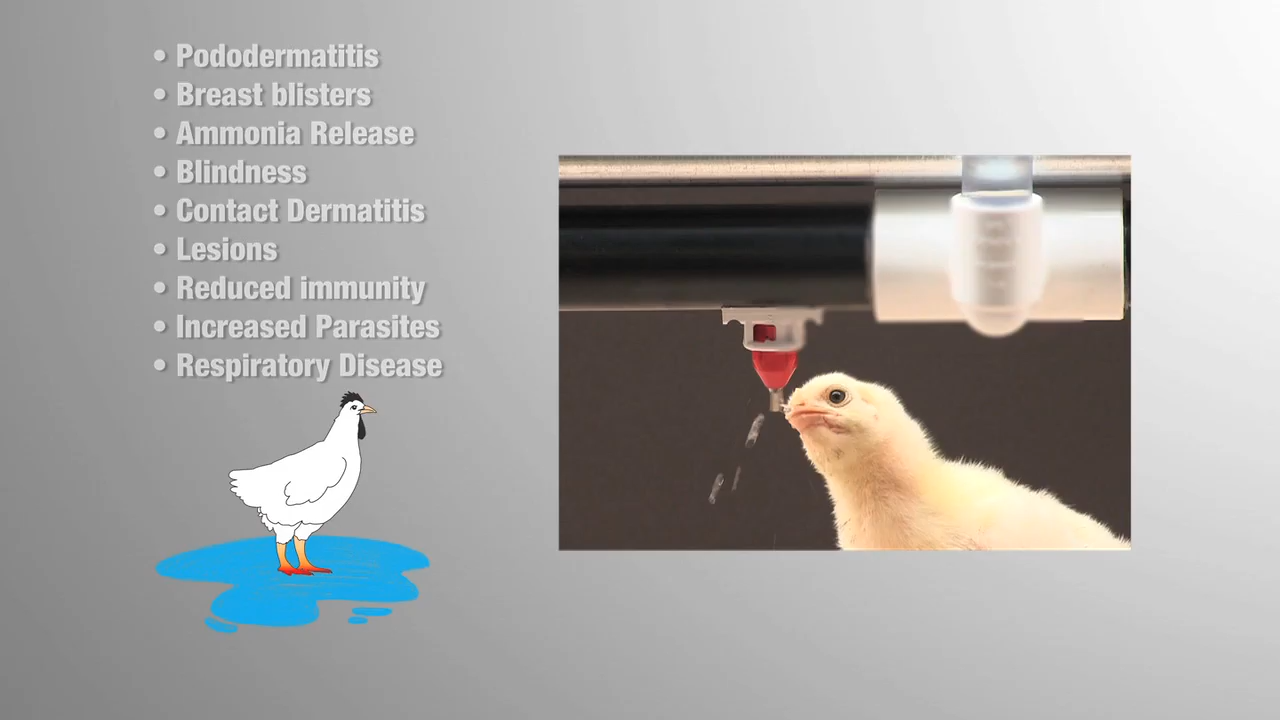 • Pododermatitis
• Breast blisters
• Ammonia Release
• Blindness
• Contact Dermatitis
• Lesions
• Reduced immunity
• Increased Parasites
• Respiratory Disease